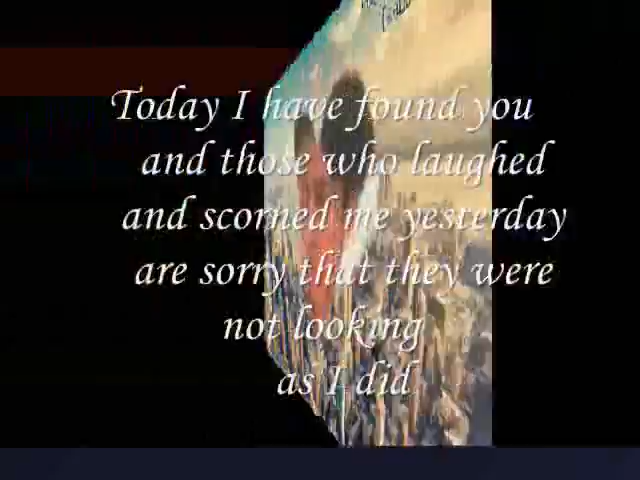 Today I have found you
and those who laughed
and scorned me yesterday
are sorry that they were
not looking
as I did